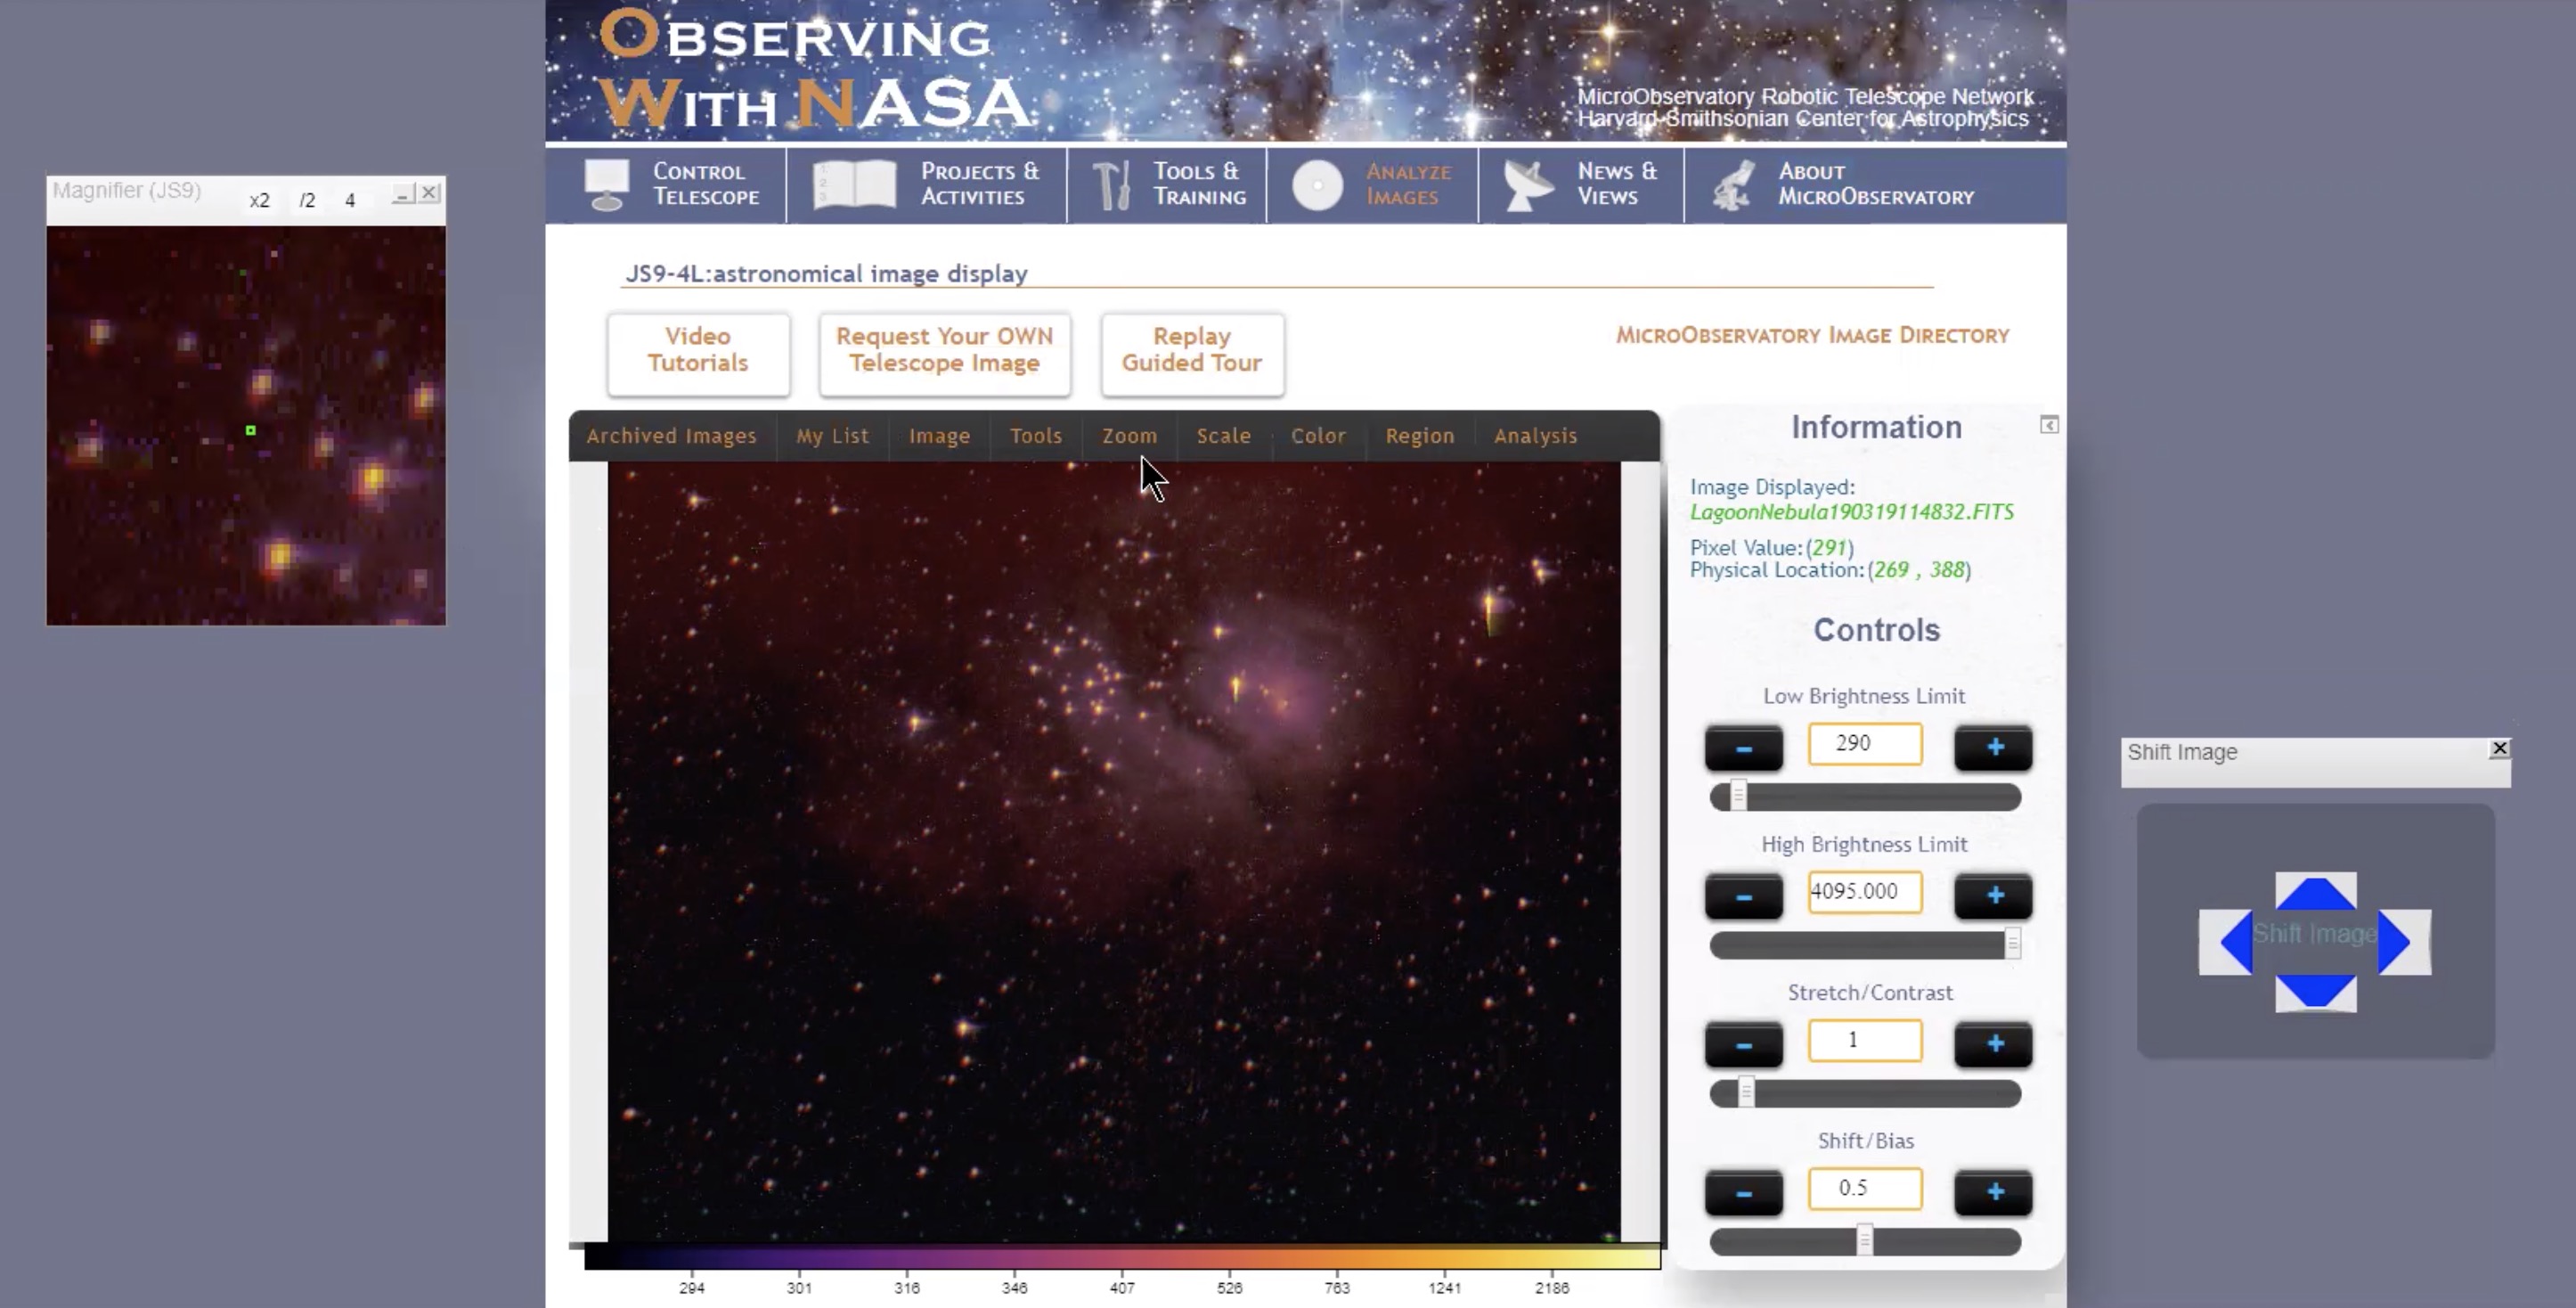 OBSERVING
WITH NASA
MicroObservatory Robotic Telescope Network
Harvard-Smithsonian Center for Astrophysics
CONTROL
TELESCOPE
PROJECTS &
ACTIVITIES
TOOLS &
TRAINING
ANALYZE
IMAGES
NEWS &
VIEWS
ABOUT
MICROOBSERVATORY
Magnifier (JS9) x2 /2 4
JS9-4L:astronomical image display
Video
Tutorials
Request Your OWN
Telescope Image
Replay
Guided Tour
MICROOBSERVATORY IMAGE DIRECTORY
Archived Images My List Image Tools Zoom Scale Color Region Analysis
Information
Image Displayed:
LagoonNebula190319114832.FITS
Pixel Value:(291)
Physical Location:(269 , 388)
Controls
Low Brightness Limit
- 290 +
High Brightness Limit
- 4095.000 +
Stretch/Contrast
- 1 +
Shift/Bias
- 0.5 +
294 301 316 346 407 526 763 1241 2186
Shift Image
Shift Image